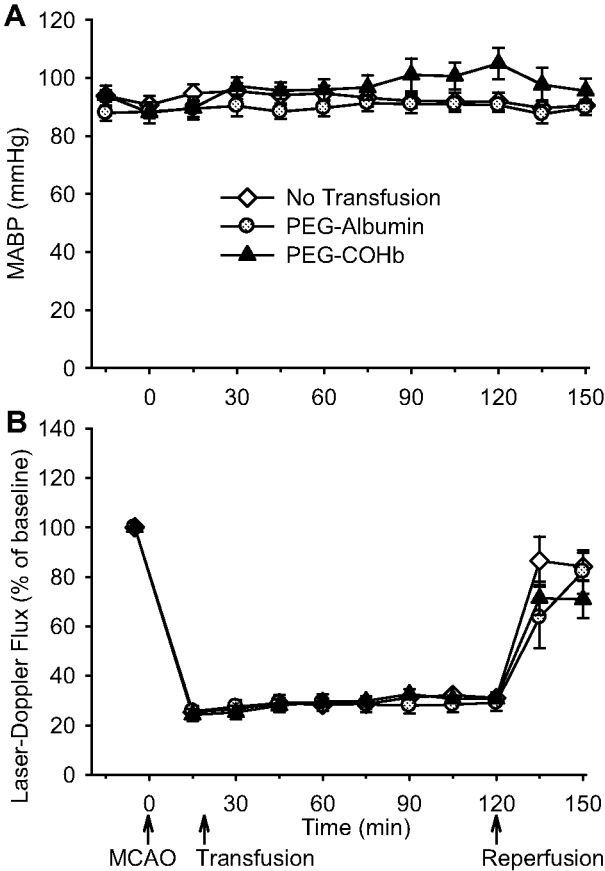 A
MABP (mmHg)
120
100
80
60
40
20
0
No Transfusion
PEG-Albumin
PEG-COHb
0 30 60 90 120 150
B
Laser-Doppler Flux (% of baseline)
140
120
100
80
60
40
20
0
0 30 60 90 120 150
Time (min)
MCAO Transfusion Reperfusion